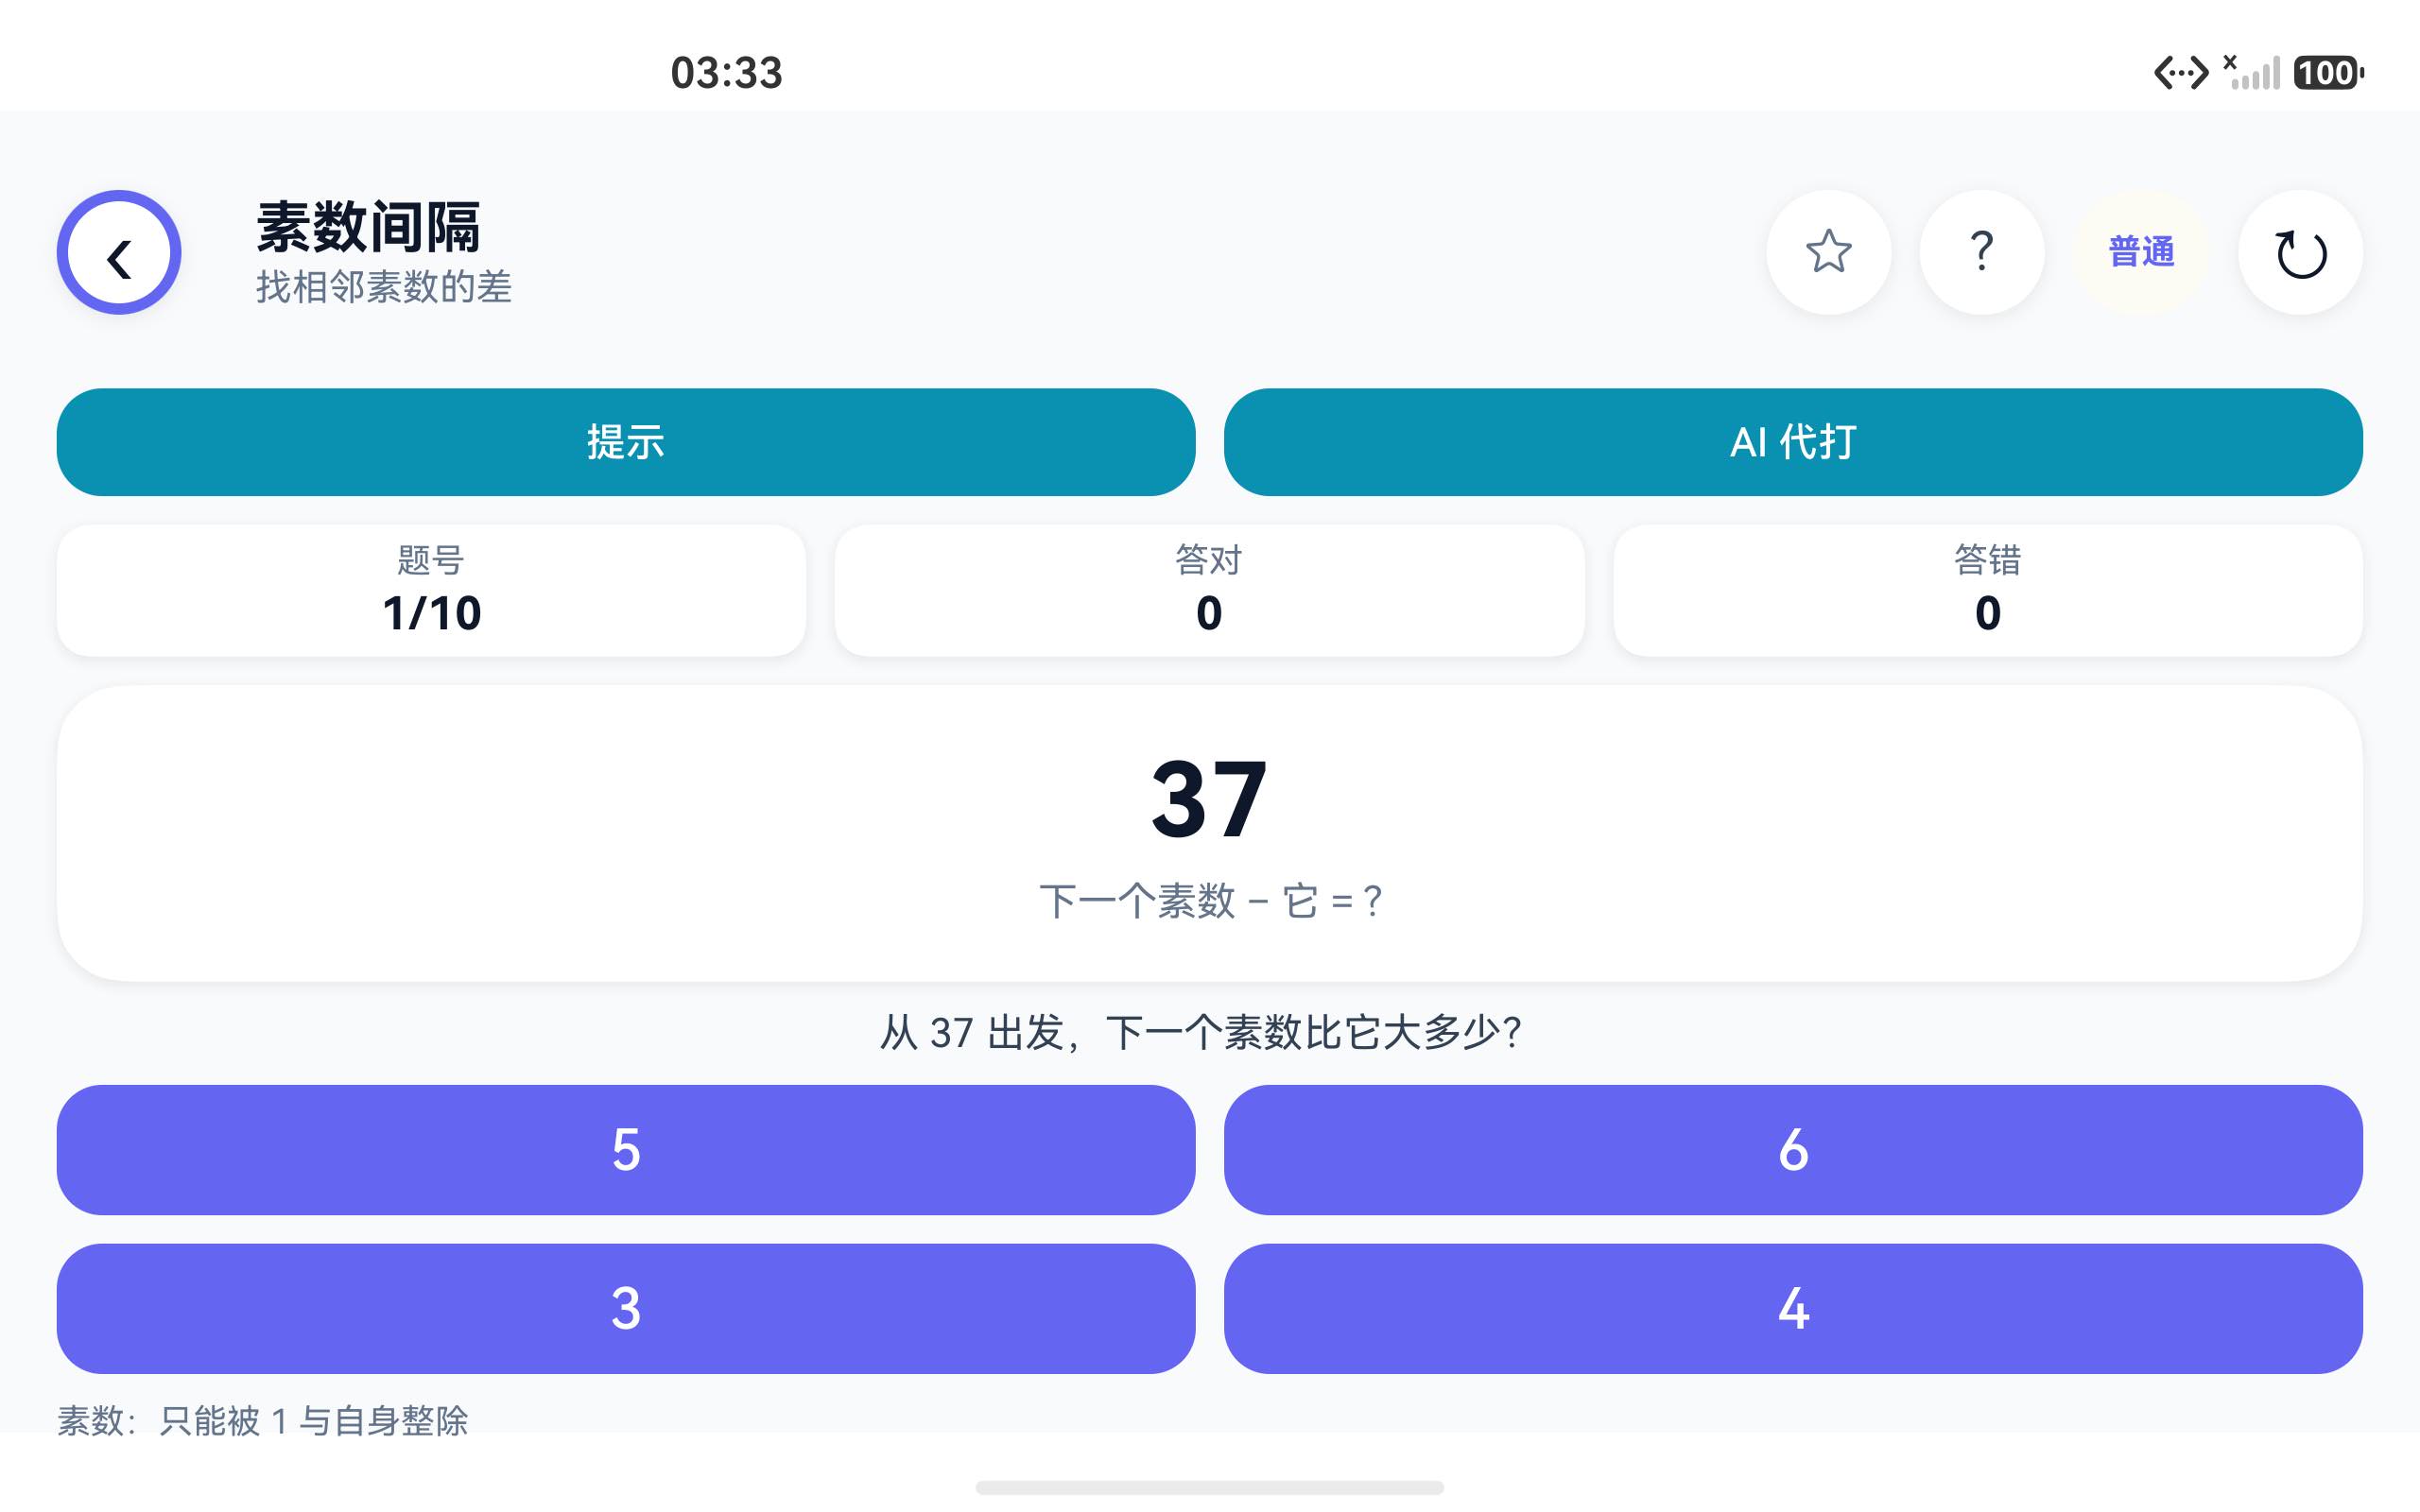 03:33
100
素数间隔
找相邻素数的差
?
普通
提示
AI 代打
题号
1/10
答对
0
答错
0
37
下一个素数 − 它 = ?
从 37 出发，下一个素数比它大多少？
5
6
3
4
素数：只能被 1 与自身整除